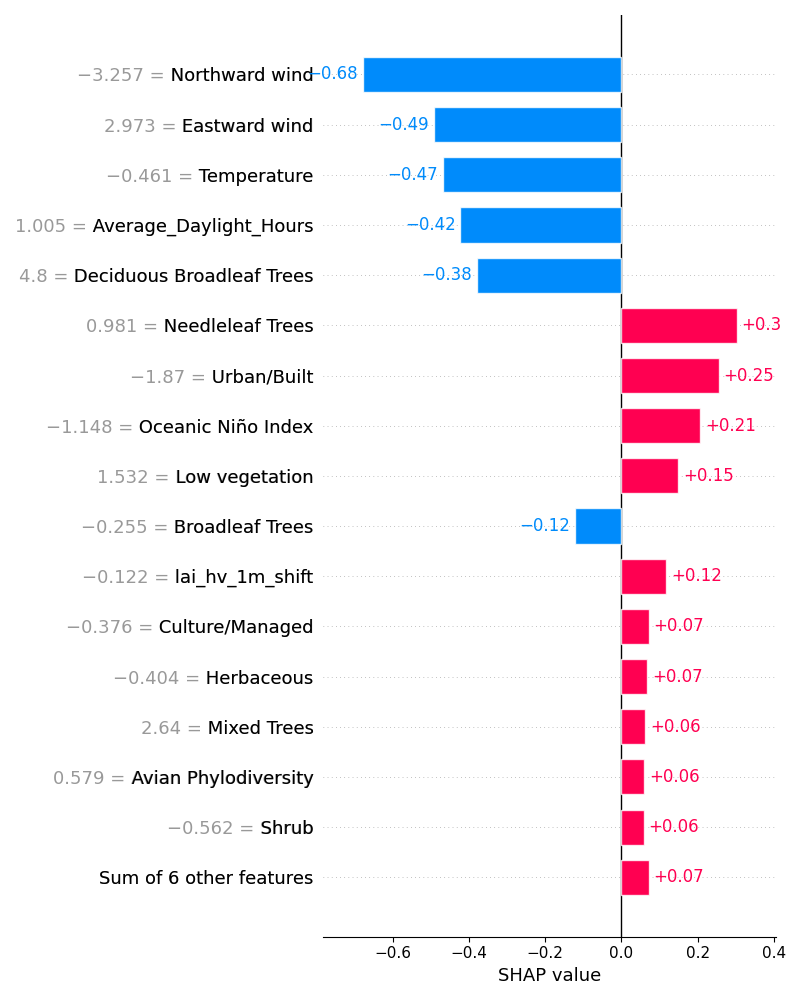 −3.257 = Northward wind −0.68
2.973 = Eastward wind −0.49
−0.461 = Temperature −0.47
1.005 = Average_Daylight_Hours −0.42
4.8 = Deciduous Broadleaf Trees −0.38
0.981 = Needleleaf Trees +0.3
−1.87 = Urban/Built +0.25
−1.148 = Oceanic Niño Index +0.21
1.532 = Low vegetation +0.15
−0.255 = Broadleaf Trees −0.12
−0.122 = lai_hv_1m_shift +0.12
−0.376 = Culture/Managed +0.07
−0.404 = Herbaceous +0.07
2.64 = Mixed Trees +0.06
0.579 = Avian Phylodiversity +0.06
−0.562 = Shrub +0.06
Sum of 6 other features +0.07
−0.6 −0.4 −0.2 0.0 0.2 0.4
SHAP value